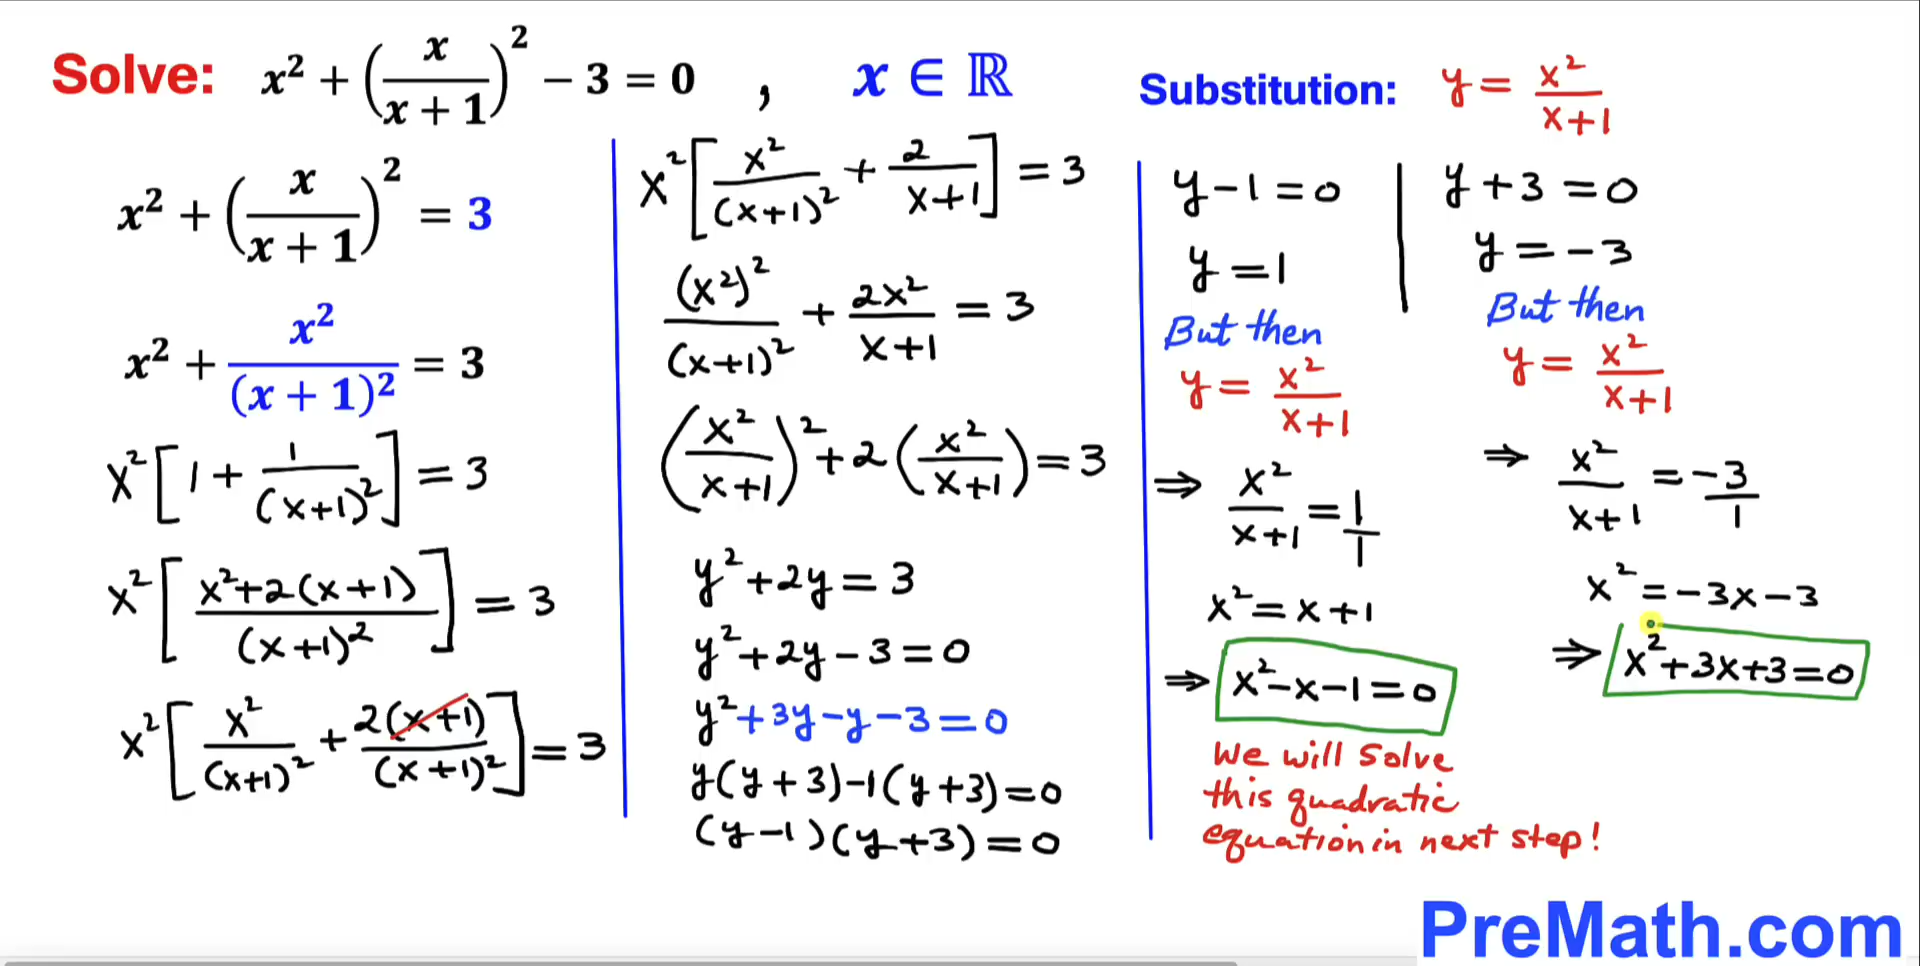 Solve: x² + (x/(x + 1))² − 3 = 0 , x ∈ ℝ
x² + (x/(x + 1))² = 3
x² + x²/(x + 1)² = 3
x²[1 + 1/(x+1)²] = 3
x²[(x²+2(x+1))/(x+1)²] = 3
x²[x²/(x+1)² + 2(x+1)/(x+1)²] = 3
x²[x²/(x+1)² + 2/(x+1)] = 3
(x²)²/(x+1)² + 2x²/(x+1) = 3
(x²/(x+1))² + 2(x²/(x+1)) = 3
y² + 2y = 3
y² + 2y − 3 = 0
y² + 3y − y − 3 = 0
y(y+3) −1(y+3) = 0
(y−1)(y+3) = 0
Substitution: y = x²/(x+1)
y − 1 = 0
y = 1
But then
y = x²/(x+1)
⇒ x²/(x+1) = 1/1
x² = x + 1
⇒ x² − x − 1 = 0
We will solve
this quadratic
equation in next step!
y + 3 = 0
y = −3
But then
y = x²/(x+1)
⇒ x²/(x+1) = −3/1
x² = −3x − 3
⇒ x² + 3x + 3 = 0
PreMath.com